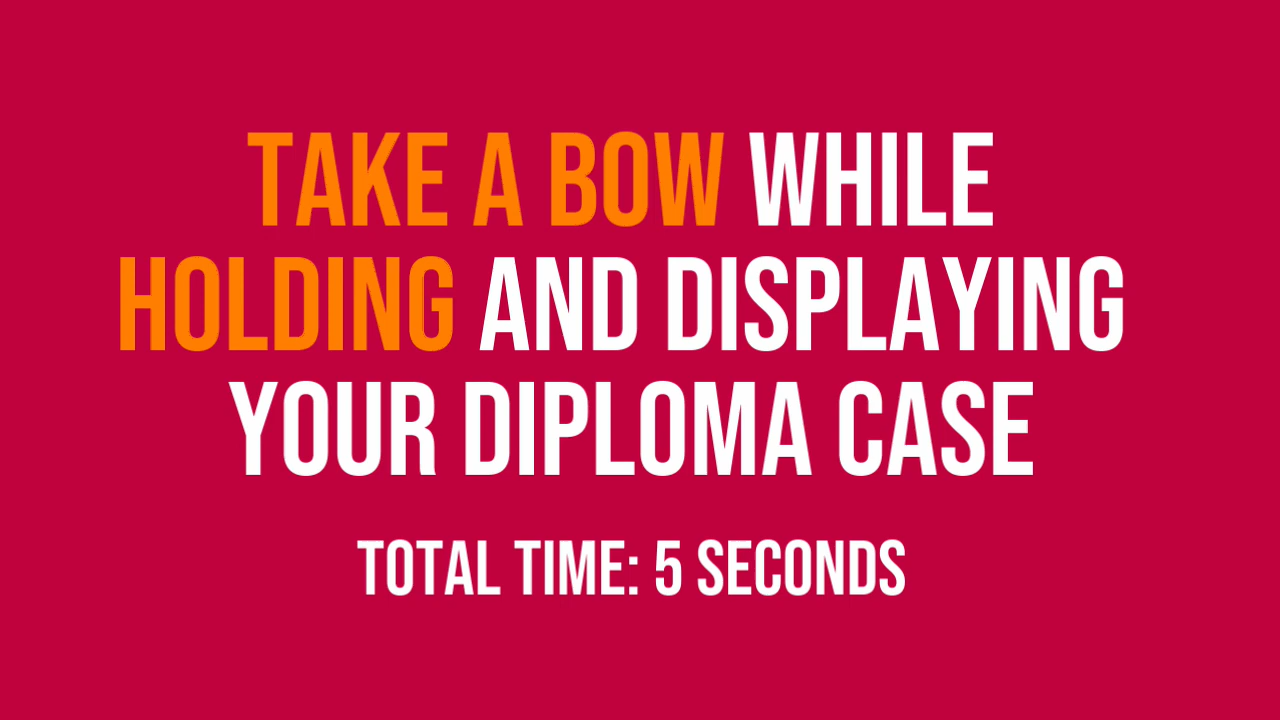 TAKE A BOW WHILE
HOLDING AND DISPLAYING
YOUR DIPLOMA CASE
TOTAL TIME: 5 SECONDS